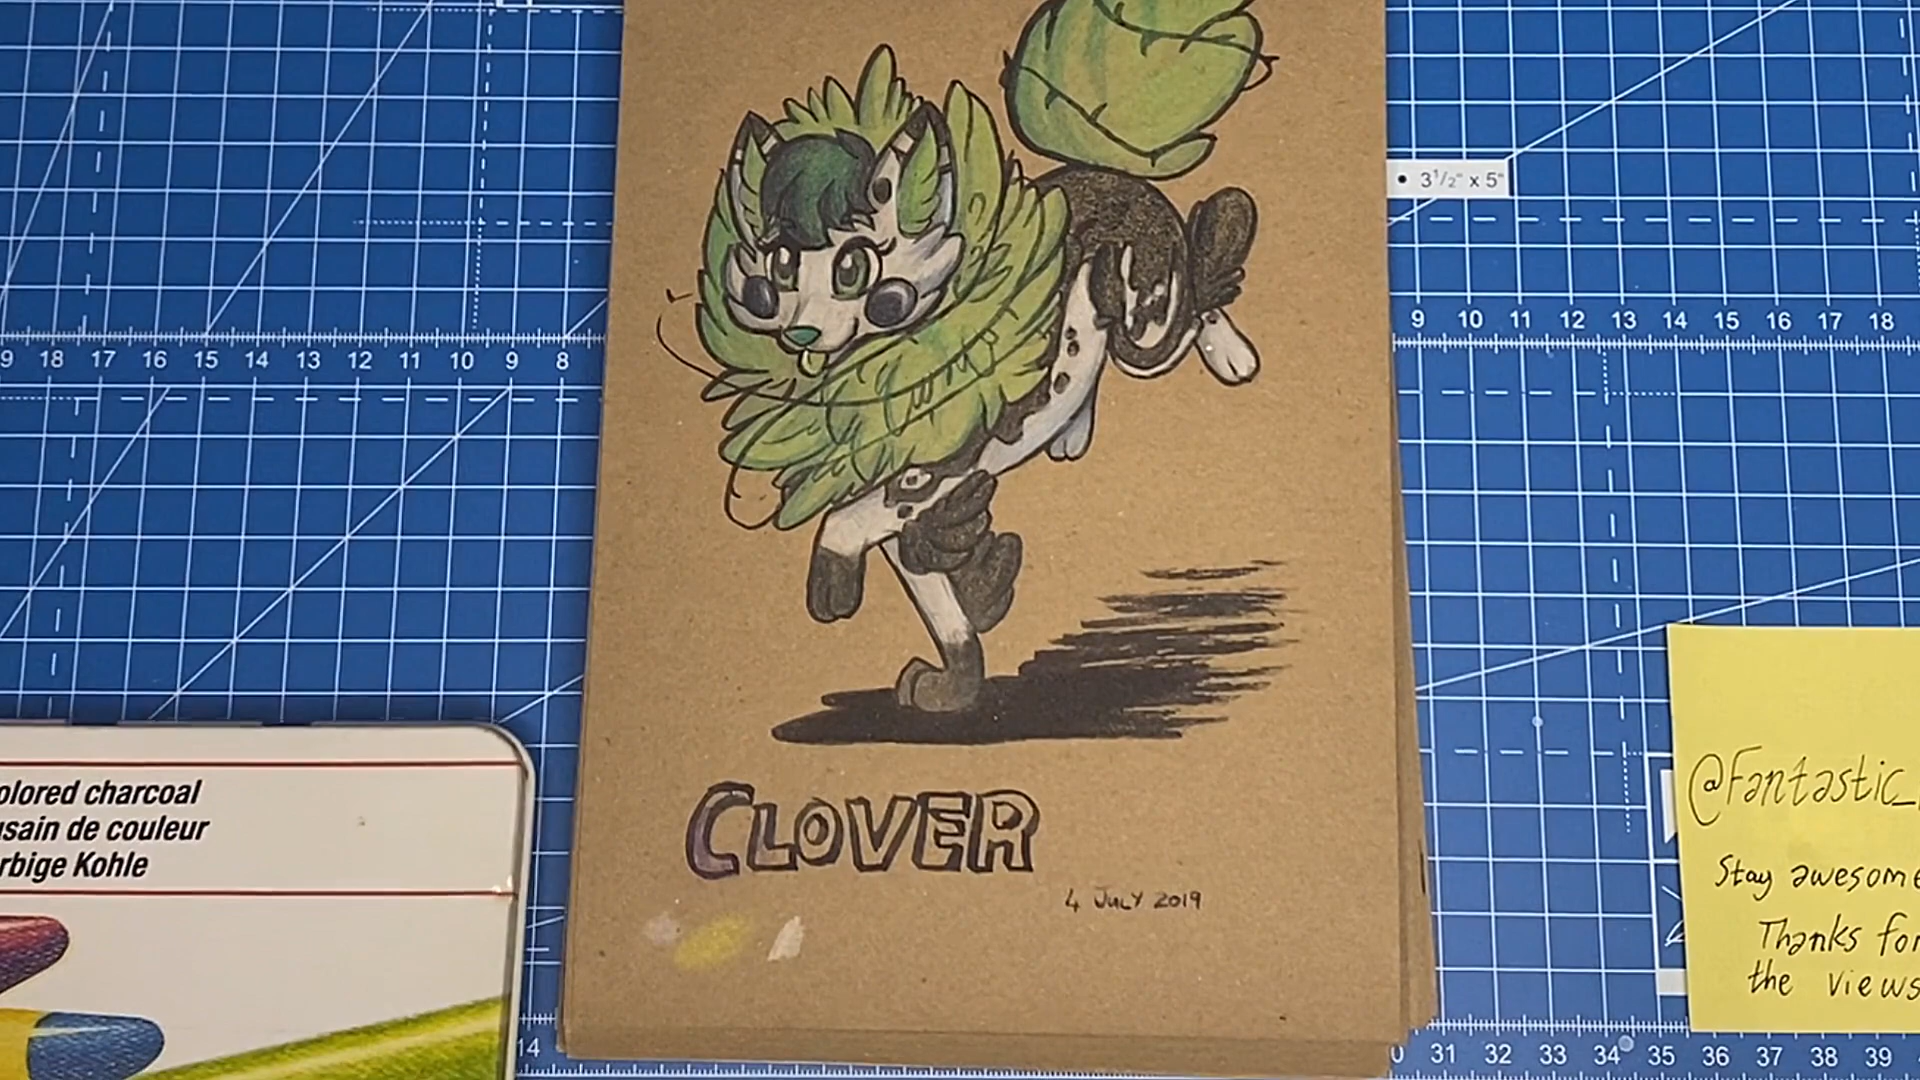 3 1/2" x 5"
9 10 11 12 13 14 15 16 17 18
19 18 17 16 15 14 13 12 11 10 9 8
CLOVER
4 JULY 2019
olored charcoal
usain de couleur
rbige Kohle
@Fantastic_
Stay awesome
Thanks for
the views
14
31 32 33 34 35 36 37 38 39